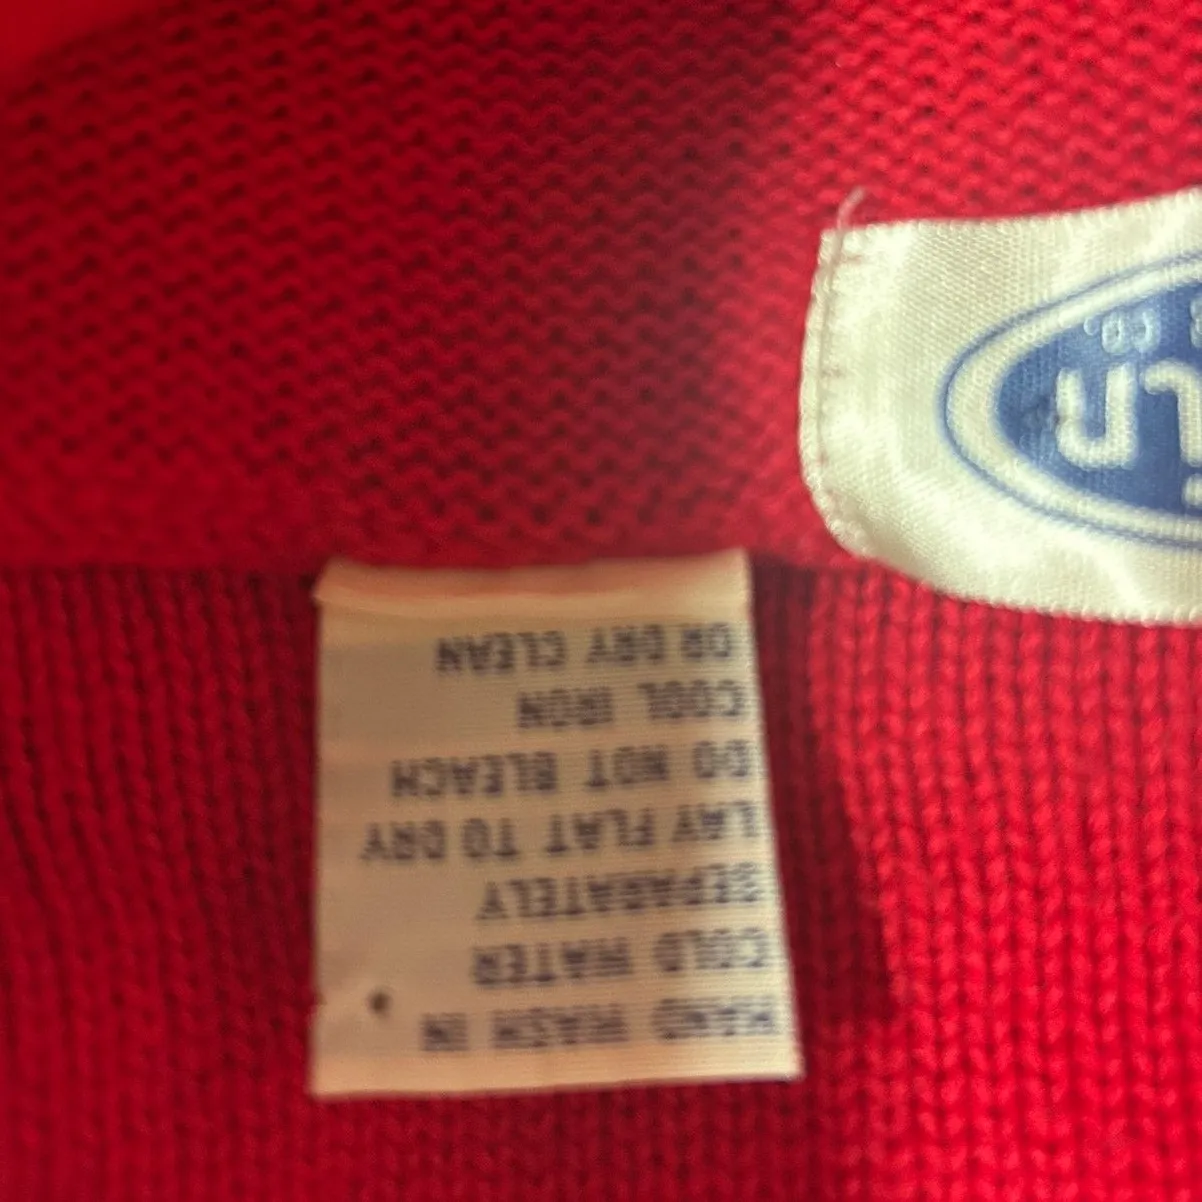 HAND WASH IN
COLD WATER
SEPARATELY
LAY FLAT TO DRY
DO NOT BLEACH
COOL IRON
OR DRY CLEAN